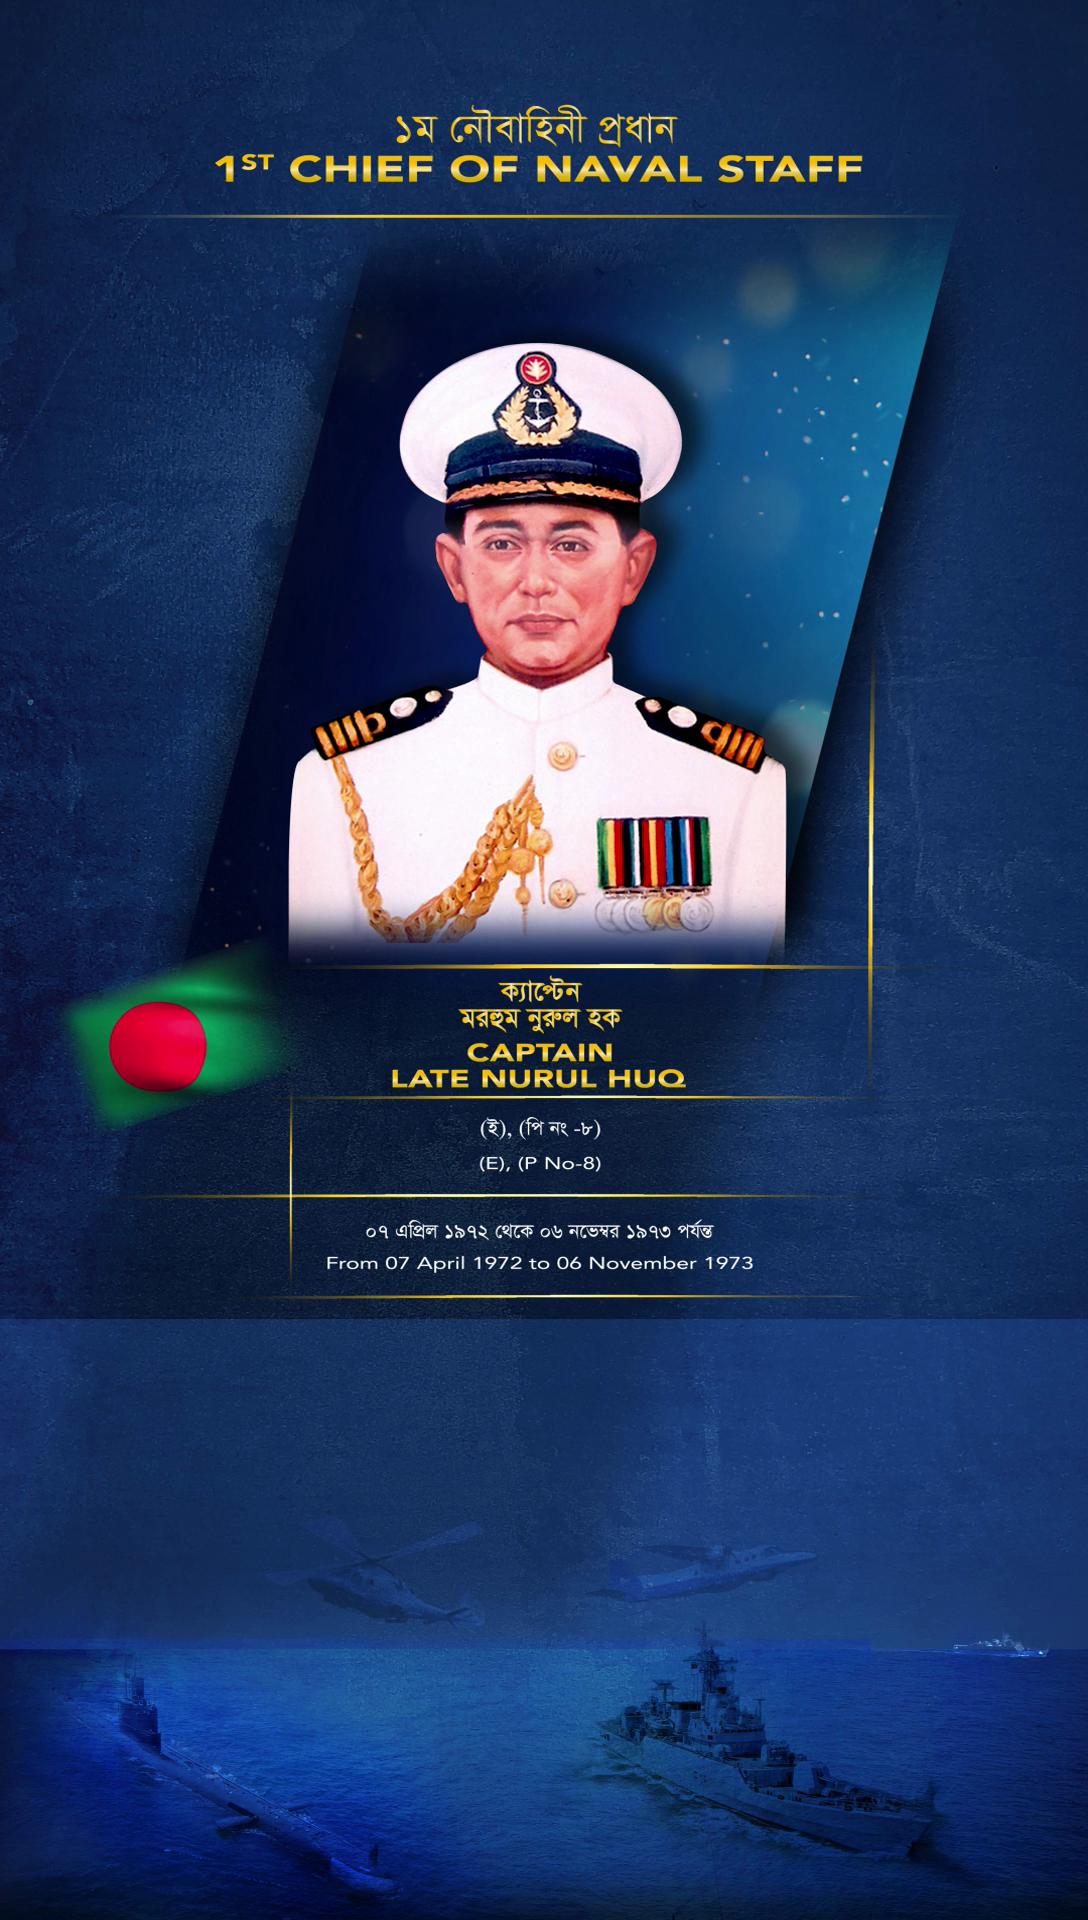 ১ম নৌবাহিনী প্রধান
1ST CHIEF OF NAVAL STAFF
ক্যাপ্টেন
মরহুম নুরুল হক
CAPTAIN
LATE NURUL HUQ
(ই), (পি নং -৮)
(E), (P No-8)
০৭ এপ্রিল ১৯৭২ থেকে ০৬ নভেম্বর ১৯৭৩ পর্যন্ত
From 07 April 1972 to 06 November 1973